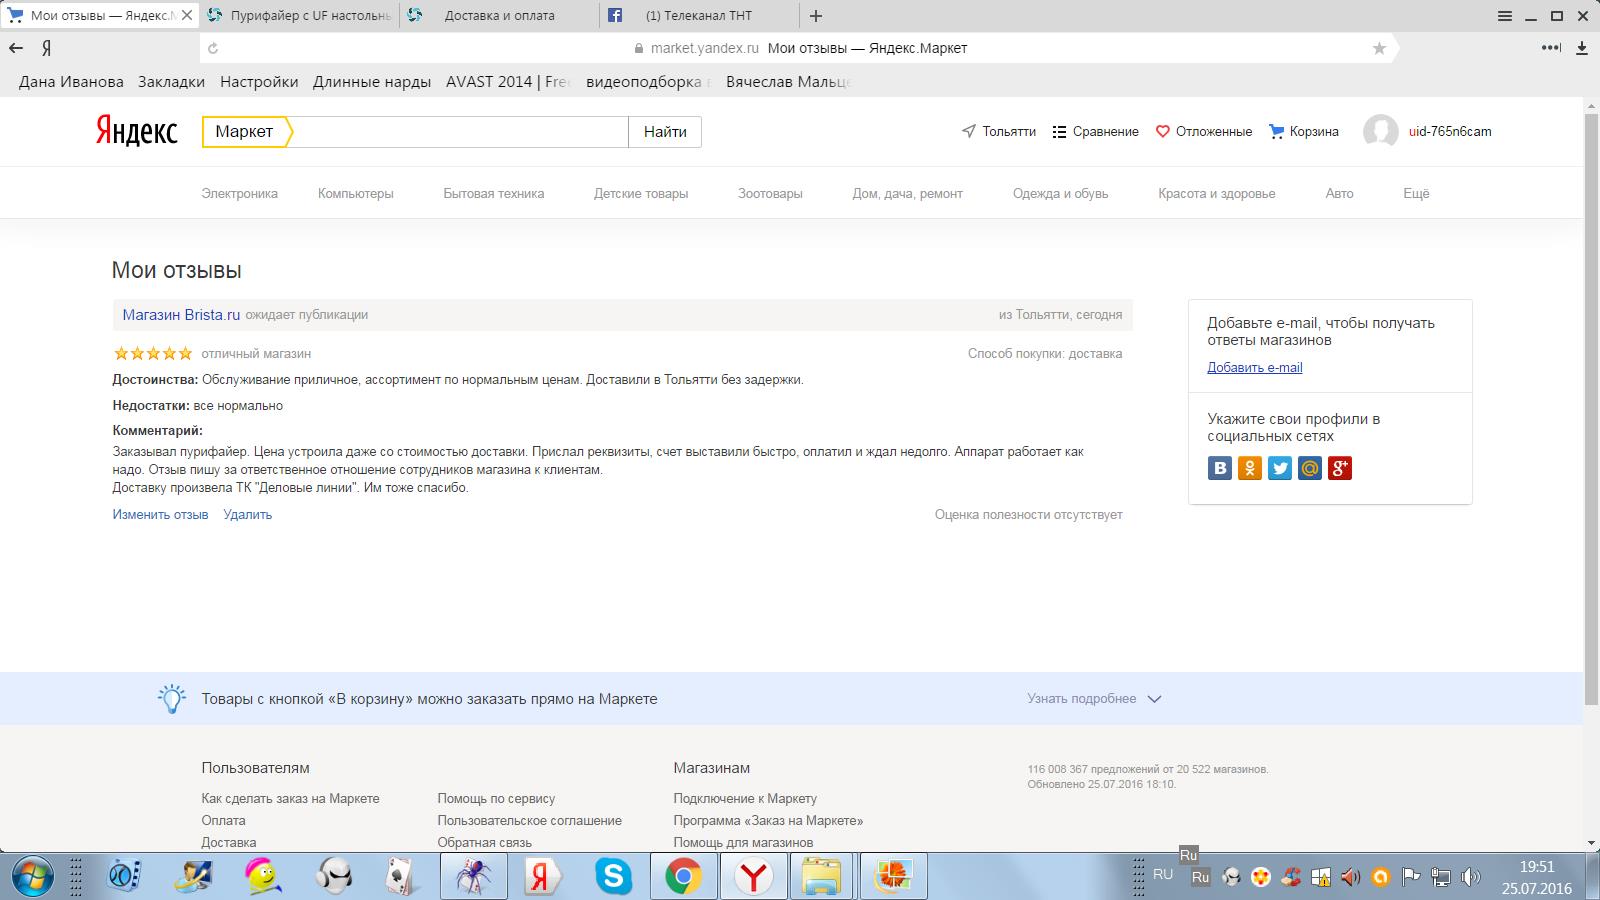 Мои отзывы — Яндекс.М
Пурифайер с UF настольны
Доставка и оплата
(1) Телеканал ТНТ
Я
market.yandex.ru Мои отзывы — Яндекс.Маркет
Дана Иванова Закладки Настройки Длинные нарды AVAST 2014 | Free видеоподборка в Вячеслав Мальце
Яндекс Маркет Найти Тольятти Сравнение Отложенные Корзина uid-765n6cam
Электроника Компьютеры Бытовая техника Детские товары Зоотовары Дом, дача, ремонт Одежда и обувь Красота и здоровье Авто Ещё
Мои отзывы
Магазин Brista.ru ожидает публикации из Тольятти, сегодня
отличный магазин Способ покупки: доставка
Достоинства: Обслуживание приличное, ассортимент по нормальным ценам. Доставили в Тольятти без задержки.
Недостатки: все нормально
Комментарий:
Заказывал пурифайер. Цена устроила даже со стоимостью доставки. Прислал реквизиты, счет выставили быстро, оплатил и ждал недолго. Аппарат работает как
надо. Отзыв пишу за ответственное отношение сотрудников магазина к клиентам.
Доставку произвела ТК "Деловые линии". Им тоже спасибо.
Изменить отзыв Удалить Оценка полезности отсутствует
Добавьте e-mail, чтобы получать
ответы магазинов
Добавить e-mail
Укажите свои профили в
социальных сетях
Товары с кнопкой «В корзину» можно заказать прямо на Маркете Узнать подробнее
Пользователям Магазинам
116 008 367 предложений от 20 522 магазинов.
Обновлено 25.07.2016 18:10.
Как сделать заказ на Маркете Помощь по сервису Подключение к Маркету
Оплата Пользовательское соглашение Программа «Заказ на Маркете»
Доставка Обратная связь Помощь для магазинов
RU Ru Ru
19:51
25.07.2016